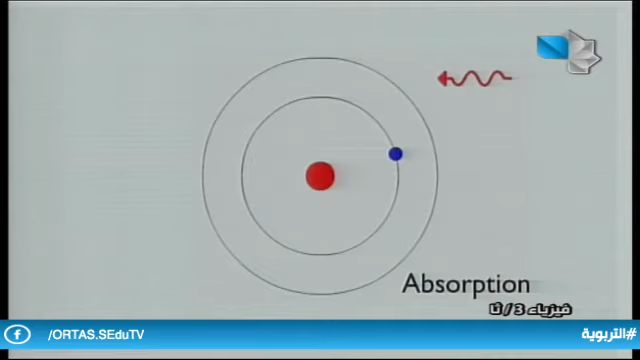 Absorption
فيزياء 3/ ثا
/ORTAS.SEduTV
#التربوية